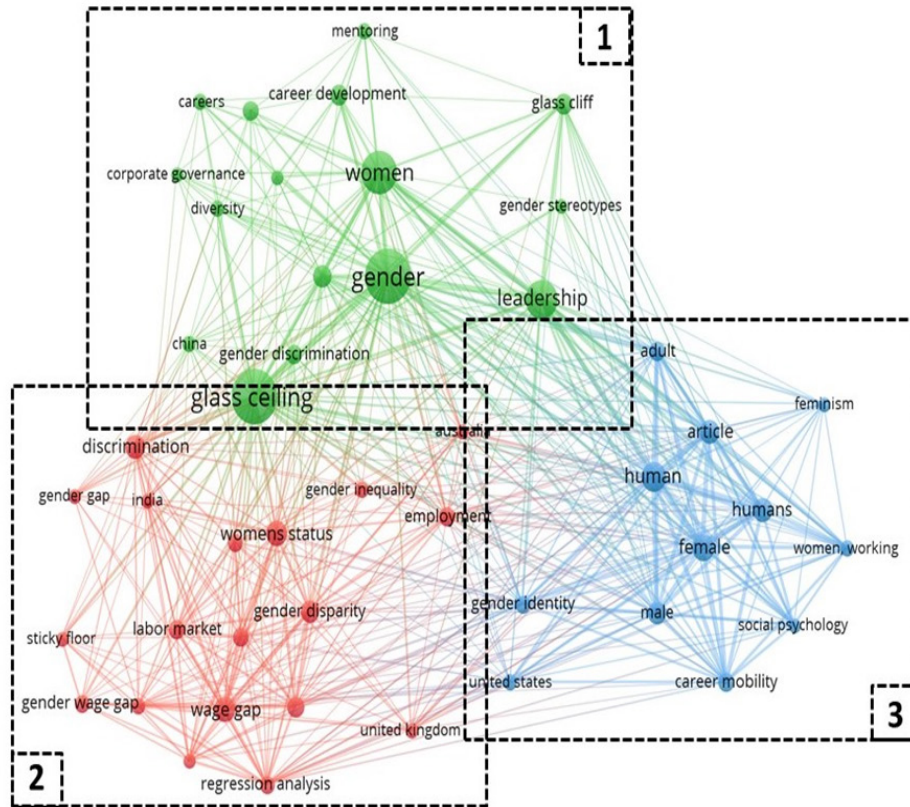 mentoring
1
careers
career development
glass cliff
corporate governance
women
diversity
gender stereotypes
gender
leadership
china
gender discrimination
adult
glass ceiling
feminism
discrimination
australia
article
gender gap
india
gender inequality
human
employment
humans
womens status
female
women, working
gender disparity
gender identity
sticky floor
labor market
male
social psychology
gender wage gap
wage gap
united states
career mobility
united kingdom
3
2
regression analysis